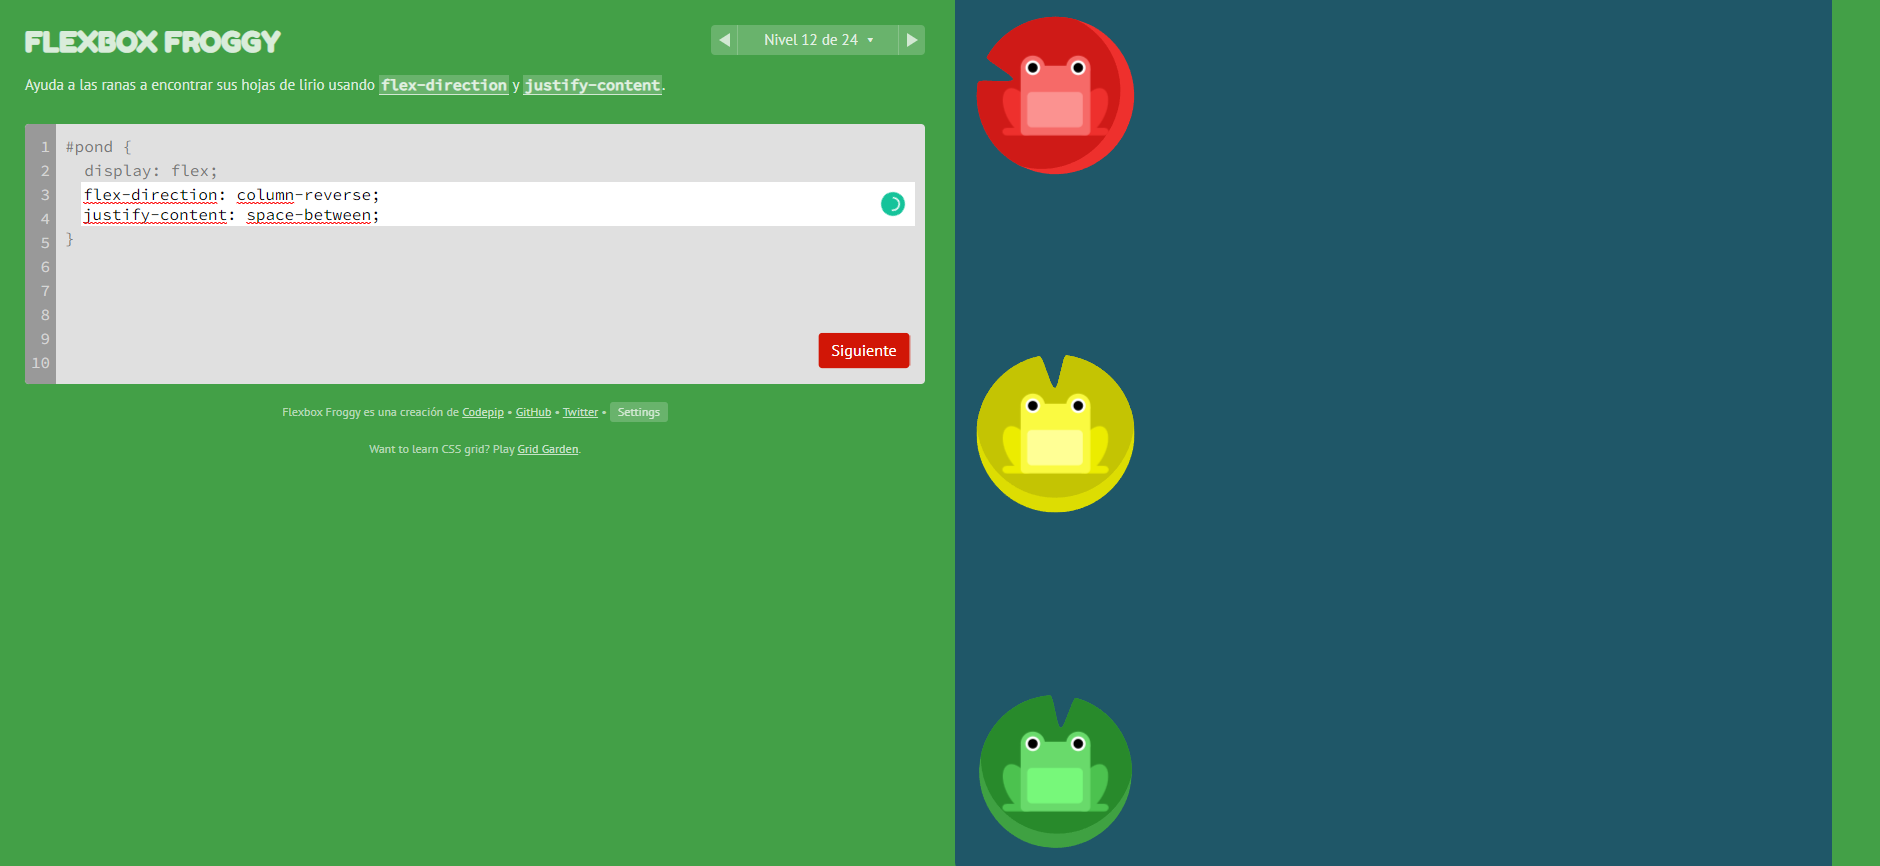 FLEXBOX FROGGY
Nivel 12 de 24
Ayuda a las ranas a encontrar sus hojas de lirio usando flex-direction y justify-content.
1 #pond {
2 display: flex;
3 flex-direction: column-reverse;
4 justify-content: space-between;
5 }
6
7
8
9
10
Siguiente
Flexbox Froggy es una creación de Codepip • GitHub • Twitter • Settings
Want to learn CSS grid? Play Grid Garden.